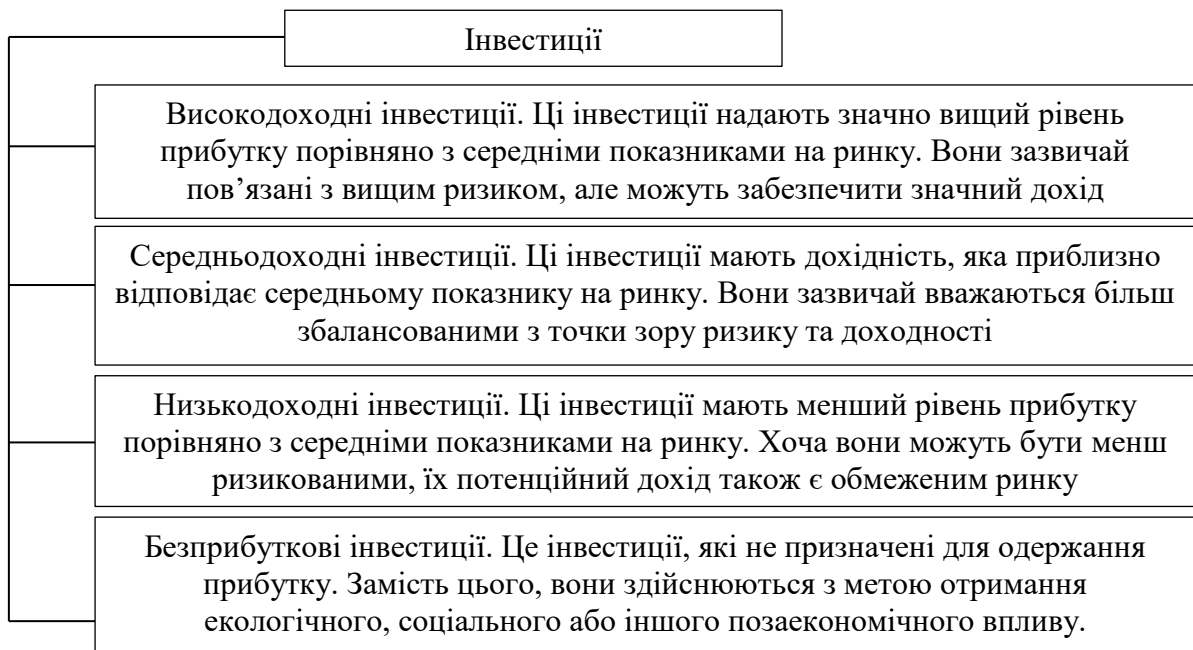 Інвестиції
Високодоходні інвестиції. Ці інвестиції надають значно вищий рівень
прибутку порівняно з середніми показниками на ринку. Вони зазвичай
пов’язані з вищим ризиком, але можуть забезпечити значний дохід
Середньодоходні інвестиції. Ці інвестиції мають дохідність, яка приблизно
відповідає середньому показнику на ринку. Вони зазвичай вважаються більш
збалансованими з точки зору ризику та доходності
Низькодоходні інвестиції. Ці інвестиції мають менший рівень прибутку
порівняно з середніми показниками на ринку. Хоча вони можуть бути менш
ризикованими, їх потенційний дохід також є обмеженим ринку
Безприбуткові інвестиції. Це інвестиції, які не призначені для одержання
прибутку. Замість цього, вони здійснюються з метою отримання
екологічного, соціального або іншого позаекономічного впливу.